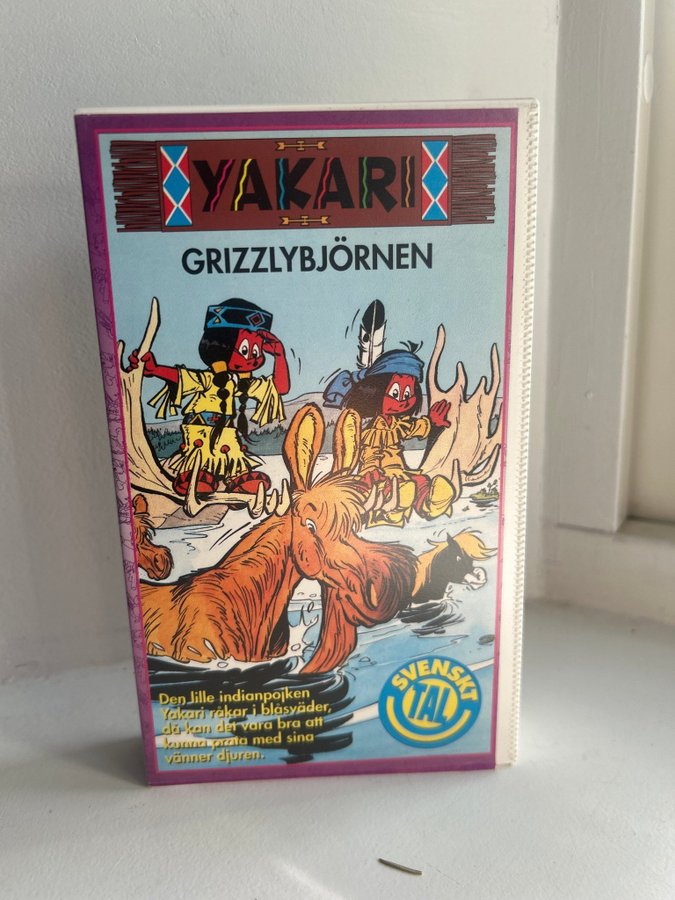 YAKARI
GRIZZLYBJÖRNEN
Den lille indianpojken
Yakari råkar i blåsväder,
då kan det vara bra att
kunna prata med sina
vänner djuren.
SVENSKT
TAL